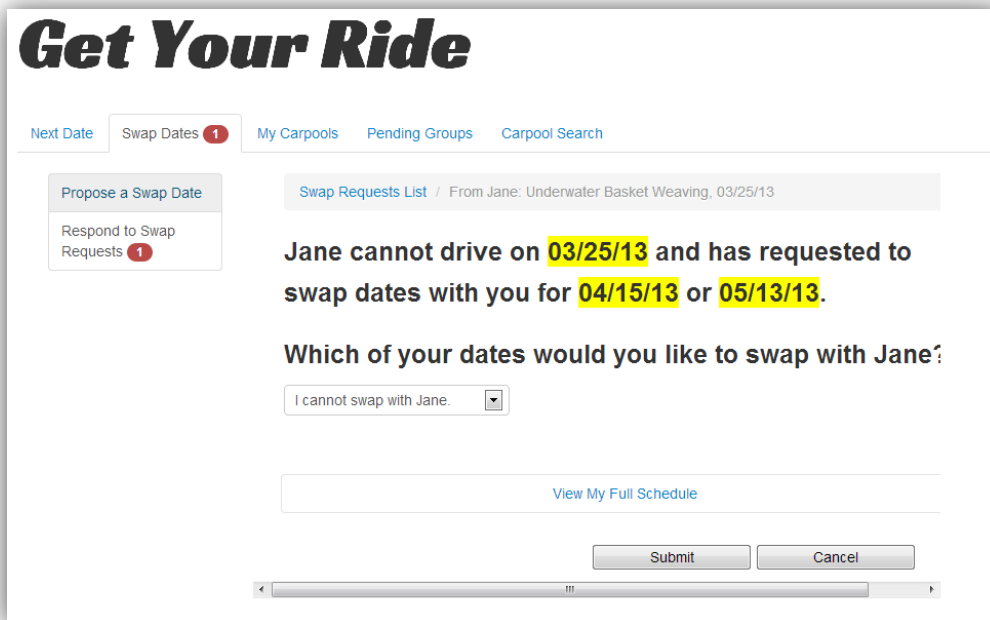 Get Your Ride
Next Date Swap Dates 1 My Carpools Pending Groups Carpool Search
Propose a Swap Date
Respond to Swap
Requests 1
Swap Requests List / From Jane: Underwater Basket Weaving, 03/25/13
Jane cannot drive on 03/25/13 and has requested to
swap dates with you for 04/15/13 or 05/13/13.
Which of your dates would you like to swap with Jane?
I cannot swap with Jane.
View My Full Schedule
Submit Cancel